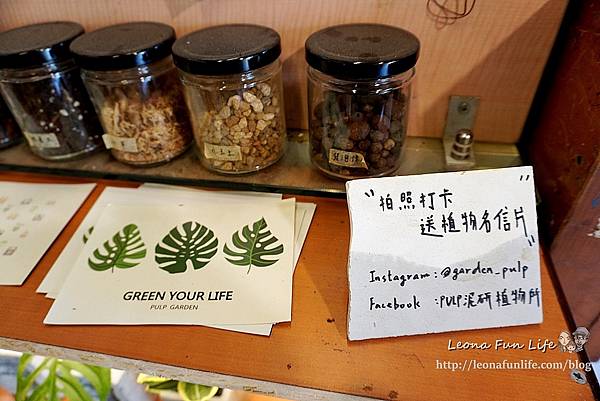 "拍照打卡
送植物名信片"
Instagram : @garden_pulp
Facebook : PULP泥研植物所
GREEN YOUR LIFE
PULP GARDEN
Leona Fun Life
http://leonafunlife.com/blog